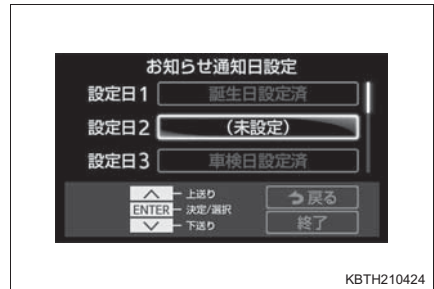 お知らせ通知日設定
設定日1 誕生日設定済
設定日2 (未設定)
設定日3 車検日設定済
上送り
ENTER 決定/選択
下送り
戻る
終了
KBTH210424